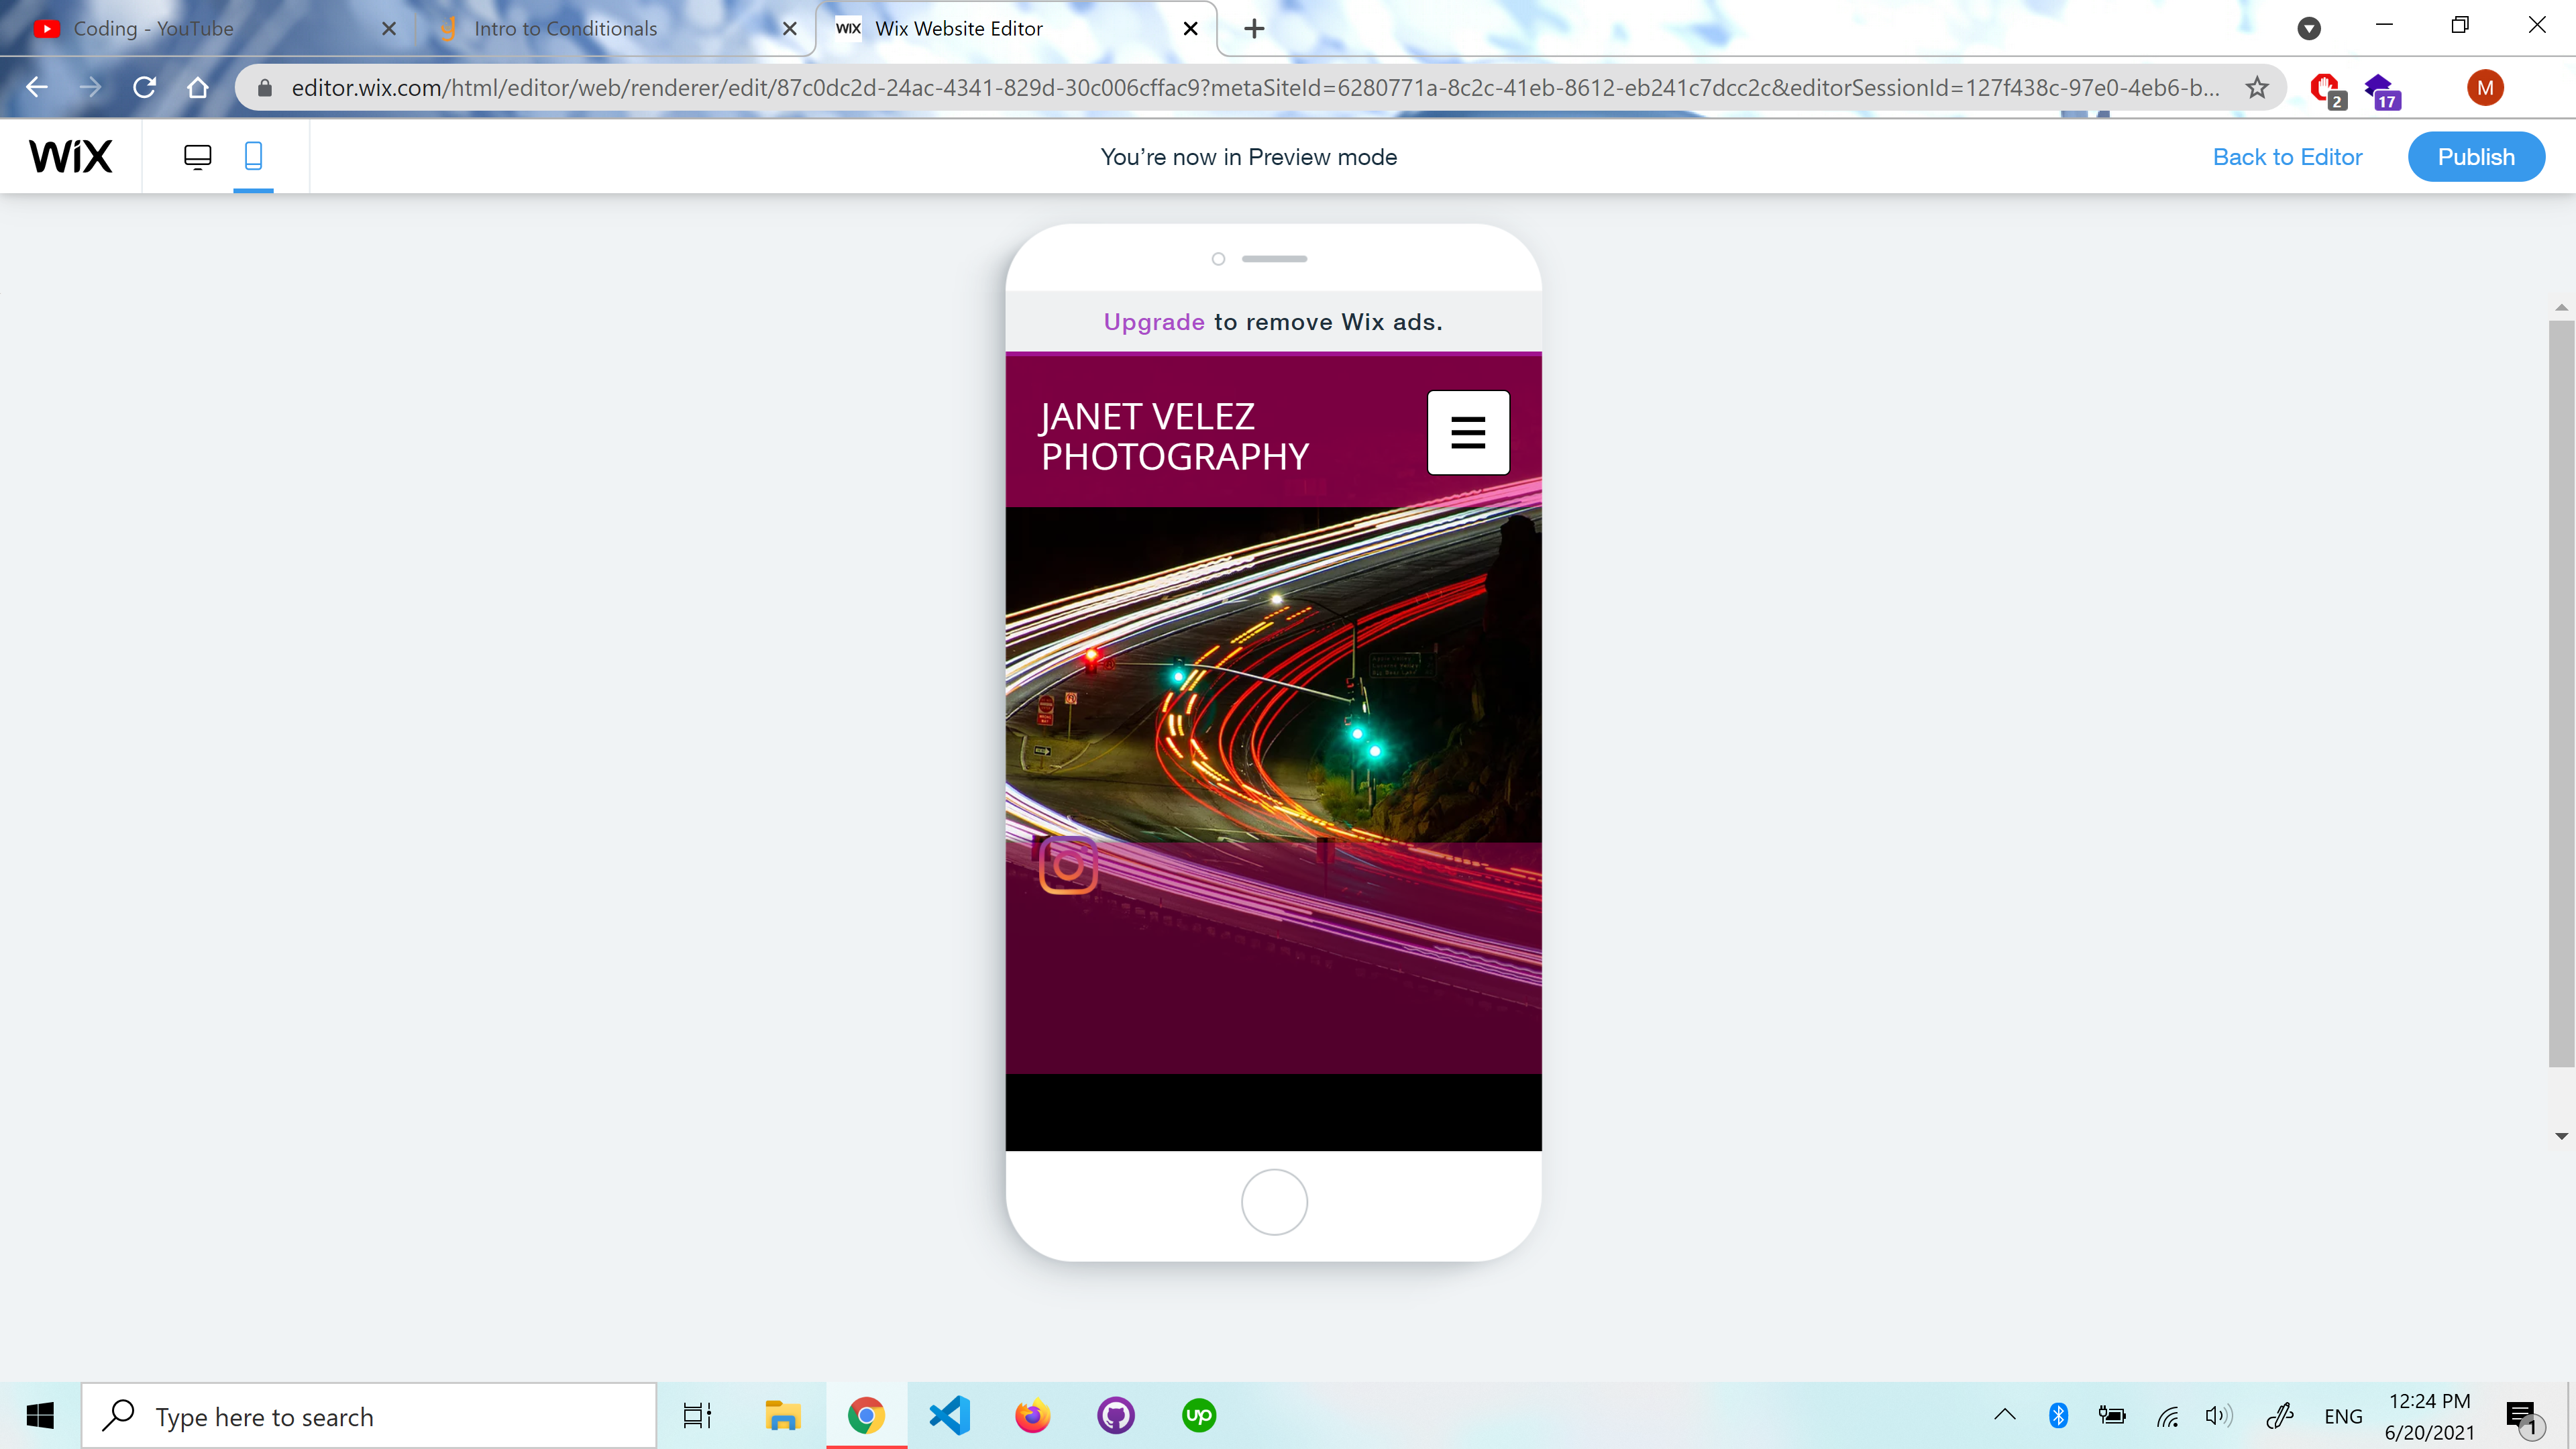 Coding - YouTube
Intro to Conditionals
WiX Wix Website Editor
editor.wix.com/html/editor/web/renderer/edit/87c0dc2d-24ac-4341-829d-30c006cffac9?metaSiteId=6280771a-8c2c-41eb-8612-eb241c7dcc2c&editorSessionId=127f438c-97e0-4eb6-b...
2
17
M
WiX
You're now in Preview mode
Back to Editor
Publish
Upgrade to remove Wix ads.
JANET VELEZ
PHOTOGRAPHY
Type here to search
up
ENG
12:24 PM
6/20/2021
1